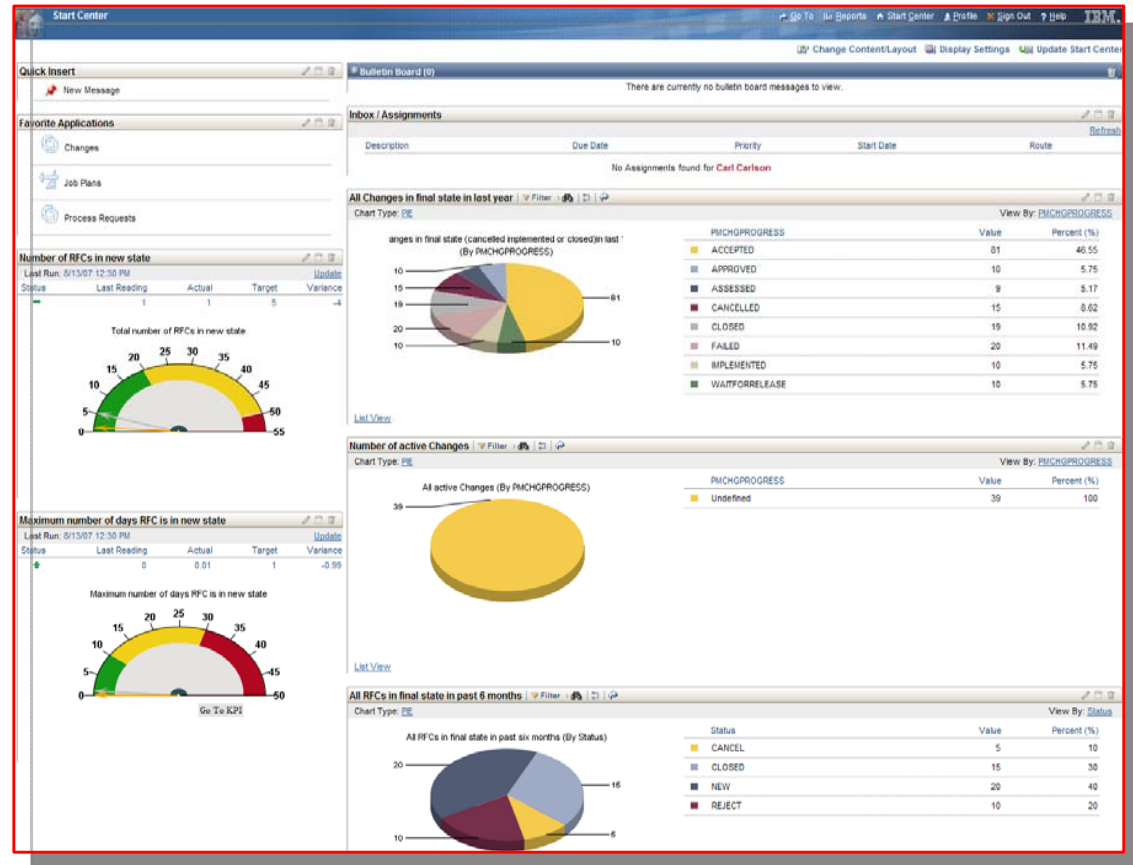 Start Center
Go To Reports Start Center Profile Sign Out ? Help IBM.
Change Content/Layout Display Settings Update Start Center
Quick Insert
New Message
Favorite Applications
Changes
Job Plans
Process Requests
Number of RFCs in new state
Last Run: 8/13/07 12:30 PM Update
Status Last Reading Actual Target Variance
1 1 5 -4
Total number of RFCs in new state
0 5 10 15 20 25 30 35 40 45 50 55
Maximum number of days RFC is in new state
Last Run: 8/13/07 12:30 PM Update
Status Last Reading Actual Target Variance
0 0.01 1 -0.99
Maximum number of days RFC is in new state
0 5 10 15 20 25 30 35 40 45 50
Go To KPI
Bulletin Board (0)
There are currently no bulletin board messages to view.
Inbox / Assignments
Refresh
Description Due Date Priority Start Date Route
No Assignments found for Carl Carlson
All Changes in final state in last year Filter
Chart Type: PIE View By: PMCHGPROGRESS
anges in final state (cancelled implemented or closed)in last '
(By PMCHGPROGRESS)
10
15
19
20
10
81
10
PMCHGPROGRESS Value Percent (%)
ACCEPTED 81 46.55
APPROVED 10 5.75
ASSESSED 9 5.17
CANCELLED 15 8.62
CLOSED 19 10.92
FAILED 20 11.49
IMPLEMENTED 10 5.75
WAITFORRELEASE 10 5.75
List View
Number of active Changes Filter
Chart Type: PIE View By: PMCHGPROGRESS
All active Changes (By PMCHGPROGRESS)
39
PMCHGPROGRESS Value Percent (%)
Undefined 39 100
List View
All RFCs in final state in past 6 months Filter
Chart Type: PIE View By: Status
All RFCs in final state in past six months (By Status)
20
15
10
5
Status Value Percent (%)
CANCEL 5 10
CLOSED 15 30
NEW 20 40
REJECT 10 20